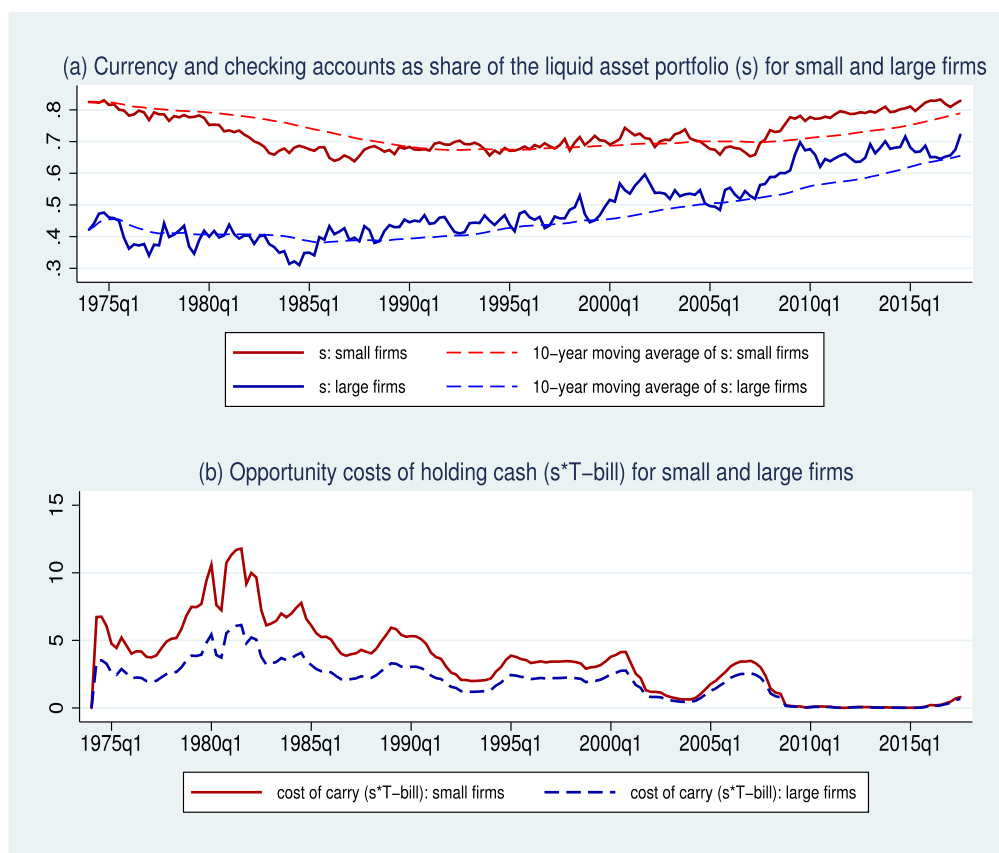 (a) Currency and checking accounts as share of the liquid asset portfolio (s) for small and large firms
.8
.7
.6
.5
.4
.3
1975q1 1980q1 1985q1 1990q1 1995q1 2000q1 2005q1 2010q1 2015q1
s: small firms 10−year moving average of s: small firms
s: large firms 10−year moving average of s: large firms
(b) Opportunity costs of holding cash (s*T−bill) for small and large firms
15
10
5
0
1975q1 1980q1 1985q1 1990q1 1995q1 2000q1 2005q1 2010q1 2015q1
cost of carry (s*T−bill): small firms cost of carry (s*T−bill): large firms